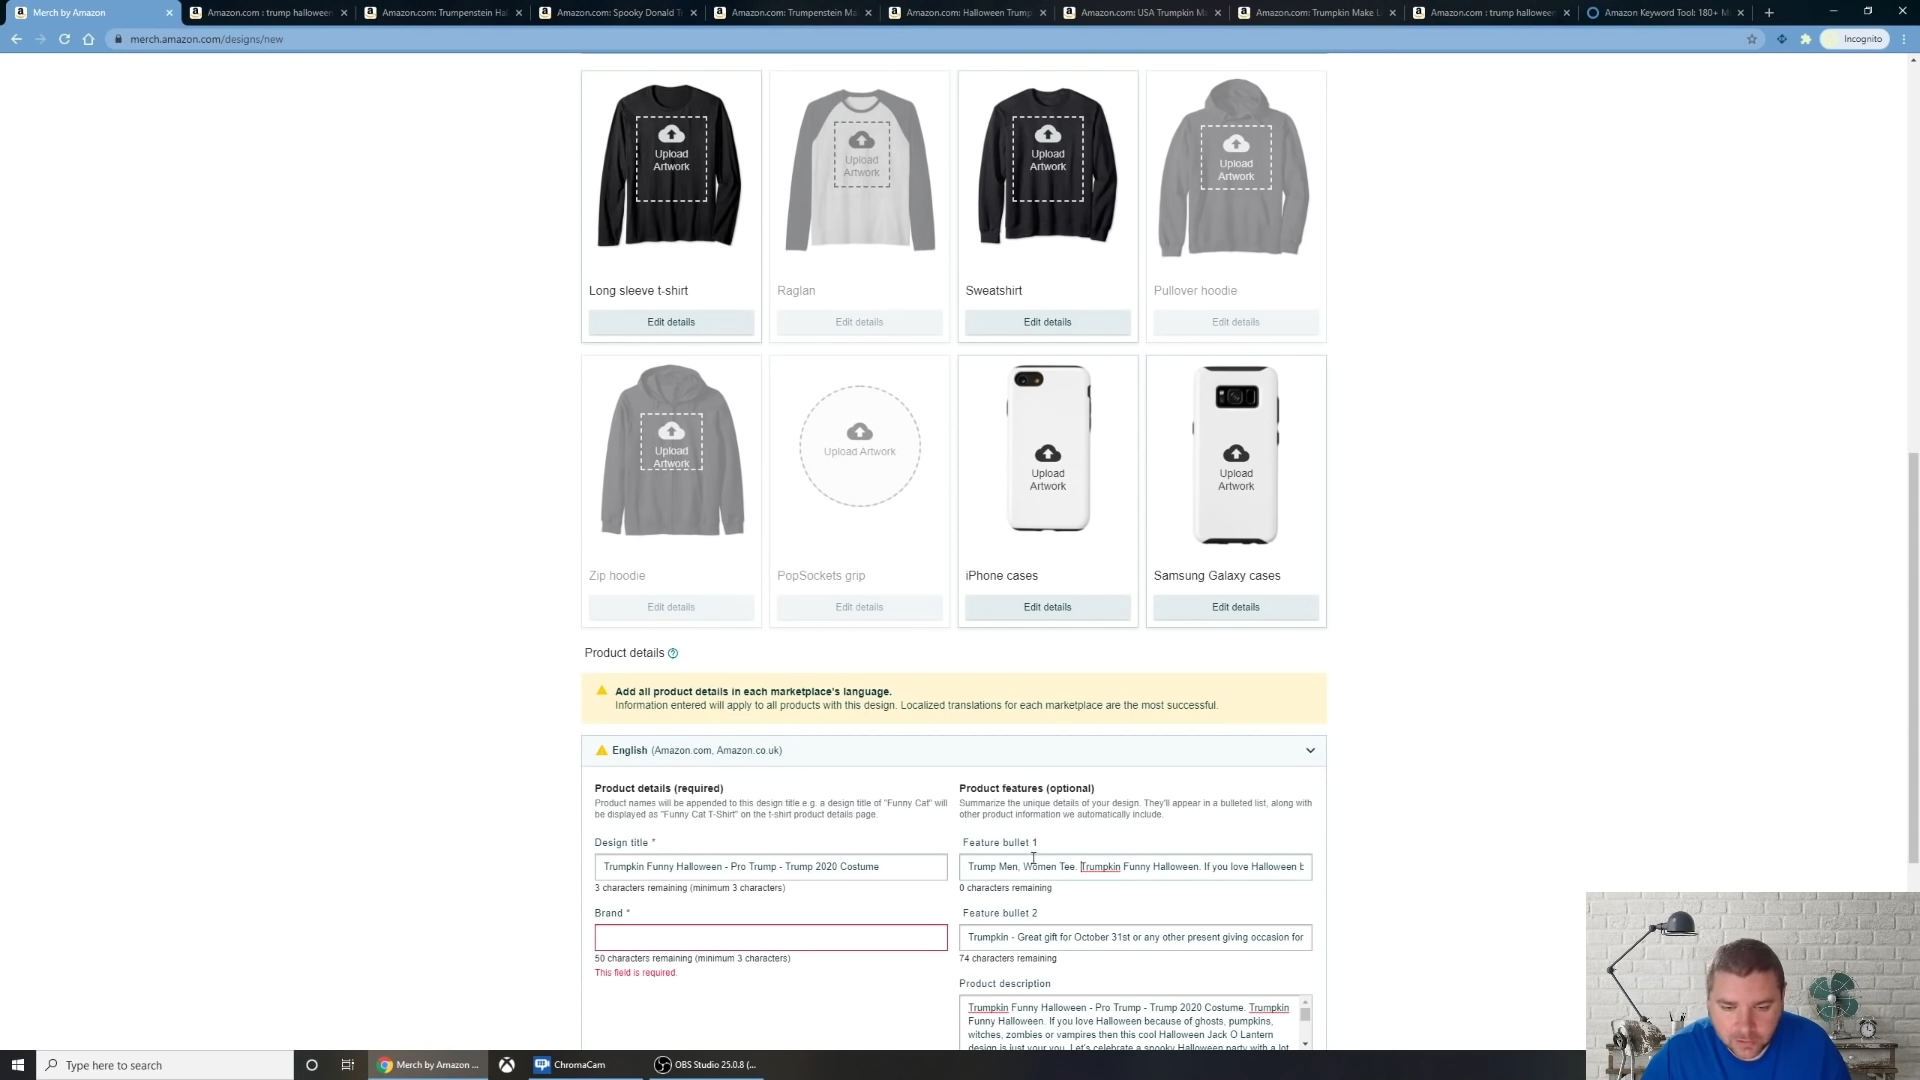 Merch by Amazon
Amazon.com : trump halloween
Amazon.com: Trumpenstein Hal
Amazon.com: Spooky Donald T
Amazon.com: Trumpenstein Ma
Amazon.com: Halloween Trump
Amazon.com: USA Trumpkin M
Amazon.com: Trumpkin Make L
Amazon.com : trump halloween
Amazon Keyword Tool: 180+ M
merch.amazon.com/designs/new
Incognito
Upload
Artwork
Upload
Artwork
Upload
Artwork
Upload
Artwork
Long sleeve t-shirt
Raglan
Sweatshirt
Pullover hoodie
Edit details
Edit details
Edit details
Edit details
Upload
Artwork
Upload Artwork
Upload
Artwork
Upload
Artwork
Zip hoodie
PopSockets grip
iPhone cases
Samsung Galaxy cases
Edit details
Edit details
Edit details
Edit details
Product details
Add all product details in each marketplace's language.
Information entered will apply to all products with this design. Localized translations for each marketplace are the most successful.
English (Amazon.com, Amazon.co.uk)
Product details (required)
Product names will be appended to this design title e.g. a design title of "Funny Cat" will
be displayed as "Funny Cat T-Shirt" on the t-shirt product details page.
Design title *
Trumpkin Funny Halloween - Pro Trump - Trump 2020 Costume
3 characters remaining (minimum 3 characters)
Brand *
50 characters remaining (minimum 3 characters)
This field is required.
Product features (optional)
Summarize the unique details of your design. They'll appear in a bulleted list, along with
other product information we automatically include.
Feature bullet 1
Trump Men, Women Tee. Trumpkin Funny Halloween. If you love Halloween b
0 characters remaining
Feature bullet 2
Trumpkin - Great gift for October 31st or any other present giving occasion for
74 characters remaining
Product description
Trumpkin Funny Halloween - Pro Trump - Trump 2020 Costume. Trumpkin
Funny Halloween. If you love Halloween because of ghosts, pumpkins,
witches, zombies or vampires then this cool Halloween Jack O Lantern
design is just your you. Let's celebrate a spooky Halloween party with a lot
Type here to search
Merch by Amazon ...
ChromaCam
OBS Studio 25.0.8 (...